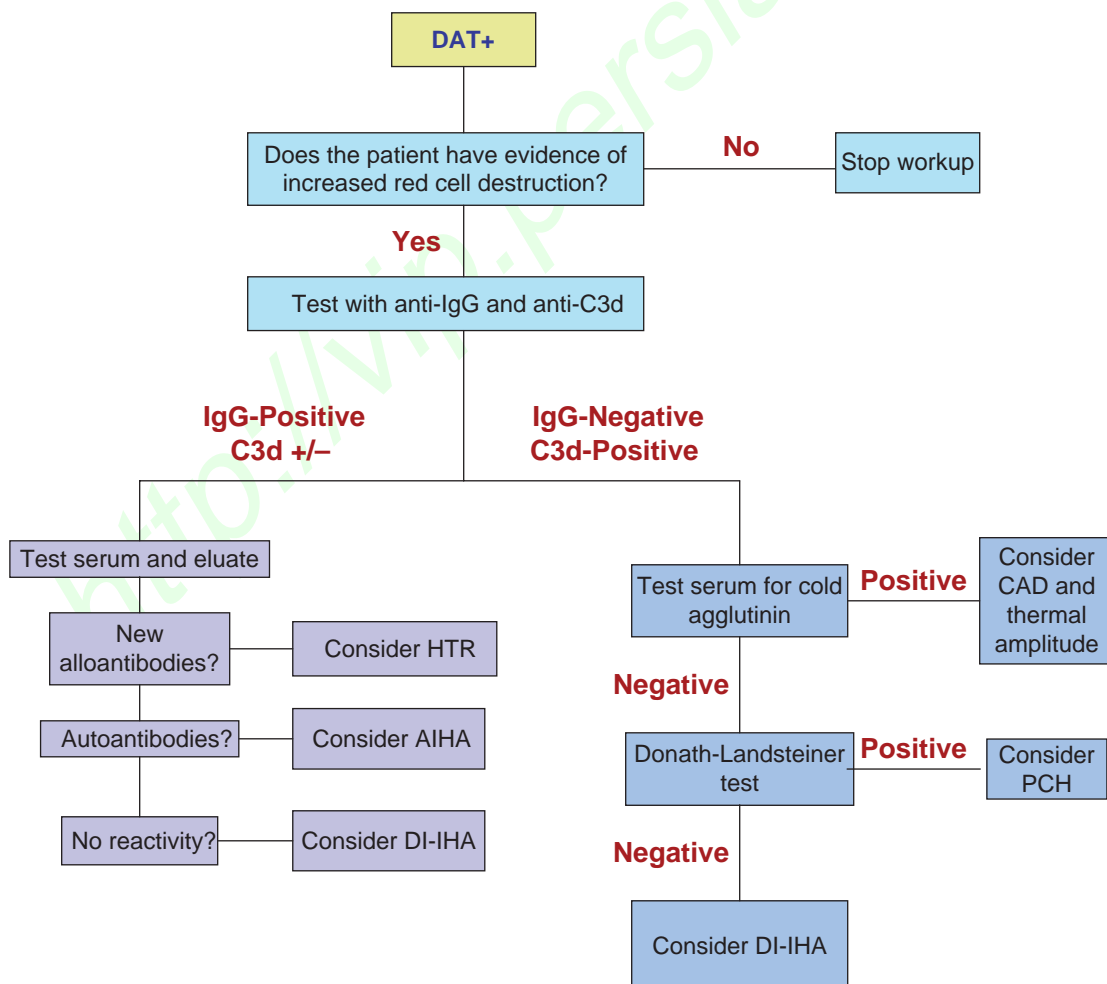 DAT+
Does the patient have evidence of
increased red cell destruction?
No
Stop workup
Yes
Test with anti-IgG and anti-C3d
IgG-Positive
C3d +/–
IgG-Negative
C3d-Positive
Test serum and eluate
New
alloantibodies?
Consider HTR
Autoantibodies?
Consider AIHA
No reactivity?
Consider DI-IHA
Test serum for cold
agglutinin
Positive
Consider
CAD and
thermal
amplitude
Negative
Donath-Landsteiner
test
Positive
Consider
PCH
Negative
Consider DI-IHA
http://vip.persia